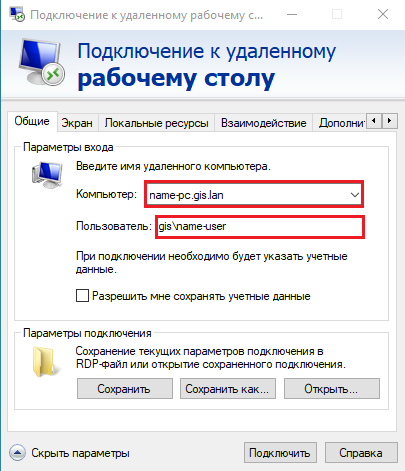 Подключение к удаленному рабочему с...
Подключение к удаленному
рабочему столу
Общие Экран Локальные ресурсы Взаимодействие Дополнит
Параметры входа
Введите имя удаленного компьютера.
Компьютер: name-pc.gis.lan
Пользователь: gis\name-user
При подключении необходимо будет указать учетные
данные.
Разрешить мне сохранять учетные данные
Параметры подключения
Сохранение текущих параметров подключения в
RDP-файл или открытие сохраненного подключения.
Сохранить Сохранить как... Открыть...
Скрыть параметры Подключить Справка